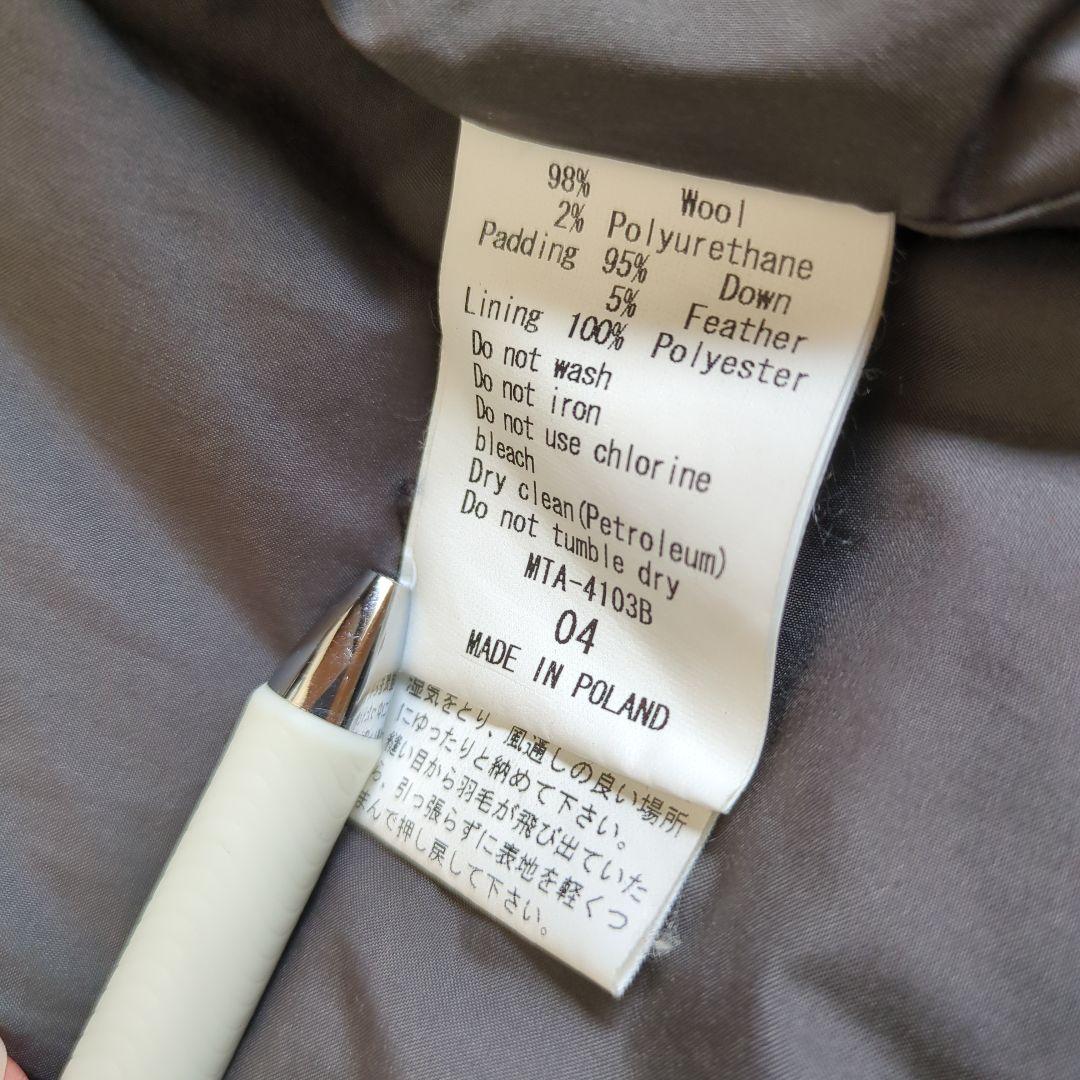 98% Wool
2% Polyurethane
Padding 95% Down
5% Feather
Lining 100% Polyester
Do not wash
Do not iron
Do not use chlorine
bleach
Dry clean(Petroleum)
Do not tumble dry
MTA-4103B
04
MADE IN POLAND
湿気をとり、風通しの良い場所
にゆったりと納めて下さい。
縫い目から羽毛が飛び出ていた
ら、引っ張らずに表地を軽くつ
まんで押し戻して下さい。